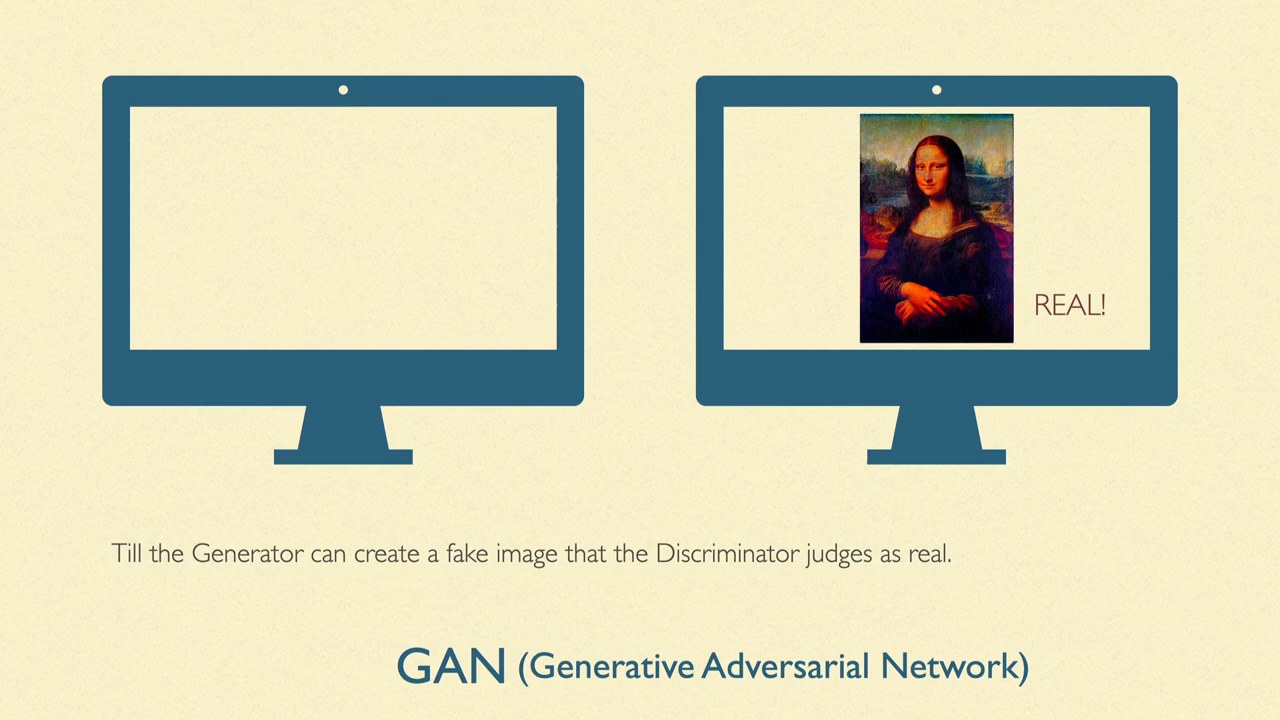 REAL!
Till the Generator can create a fake image that the Discriminator judges as real.
GAN (Generative Adversarial Network)